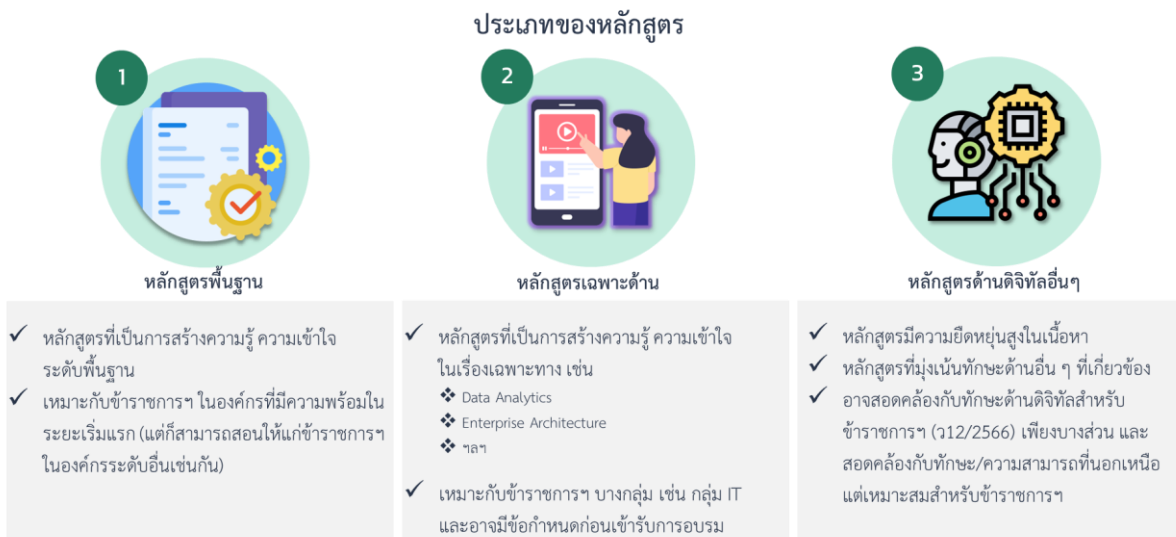 ประเภทของหลักสูตร
1
หลักสูตรพื้นฐาน
✓ หลักสูตรที่เป็นการสร้างความรู้ ความเข้าใจ
ระดับพื้นฐาน
✓ เหมาะกับข้าราชการฯ ในองค์กรที่มีความพร้อมใน
ระยะเริ่มแรก (แต่ก็สามารถสอนให้แก่ข้าราชการฯ
ในองค์กรระดับอื่นเช่นกัน)
2
หลักสูตรเฉพาะด้าน
✓ หลักสูตรที่เป็นการสร้างความรู้ ความเข้าใจ
ในเรื่องเฉพาะทาง เช่น
❖ Data Analytics
❖ Enterprise Architecture
❖ ฯลฯ
✓ เหมาะกับข้าราชการฯ บางกลุ่ม เช่น กลุ่ม IT
และอาจมีข้อกำหนดก่อนเข้ารับการอบรม
3
หลักสูตรด้านดิจิทัลอื่นๆ
✓ หลักสูตรมีความยืดหยุ่นสูงในเนื้อหา
✓ หลักสูตรที่มุ่งเน้นทักษะด้านอื่น ๆ ที่เกี่ยวข้อง
✓ อาจสอดคล้องกับทักษะด้านดิจิทัลสำหรับ
ข้าราชการฯ (ว12/2566) เพียงบางส่วน และ
สอดคล้องกับทักษะ/ความสามารถที่นอกเหนือ
แต่เหมาะสมสำหรับข้าราชการฯ